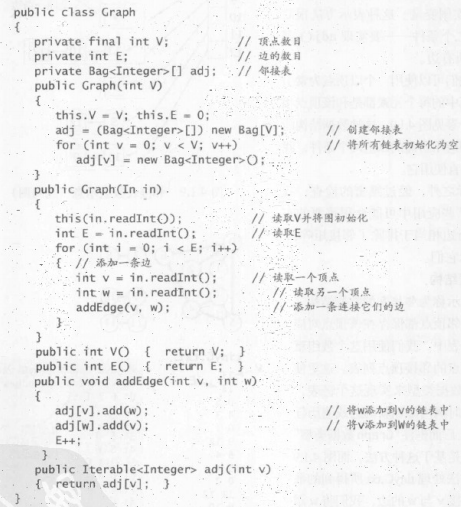 public class Graph
{
private final int V; // 顶点数目
private int E; // 边的数目
private Bag<Integer>[] adj; // 邻接表
public Graph(int V)
{
this.V = V; this.E = 0;
adj = (Bag<Integer>[]) new Bag[V]; // 创建邻接表
for (int v = 0; v < V; v++) // 将所有链表初始化为空
adj[v] = new Bag<Integer>();
}
public Graph(In in)
{
this(in.readInt()); // 读取V并将图初始化
int E = in.readInt(); // 读取E
for (int i = 0; i < E; i++)
{ // 添加一条边
int v = in.readInt(); // 读取一个顶点
int w = in.readInt(); // 读取另一个顶点
addEdge(v, w); // 添加一条连接它们的边
}
}
public int V() { return V; }
public int E() { return E; }
public void addEdge(int v, int w)
{
adj[v].add(w); // 将w添加到v的链表中
adj[w].add(v); // 将v添加到W的链表中
E++;
}
public Iterable<Integer> adj(int v)
{ return adj[v]; }
}